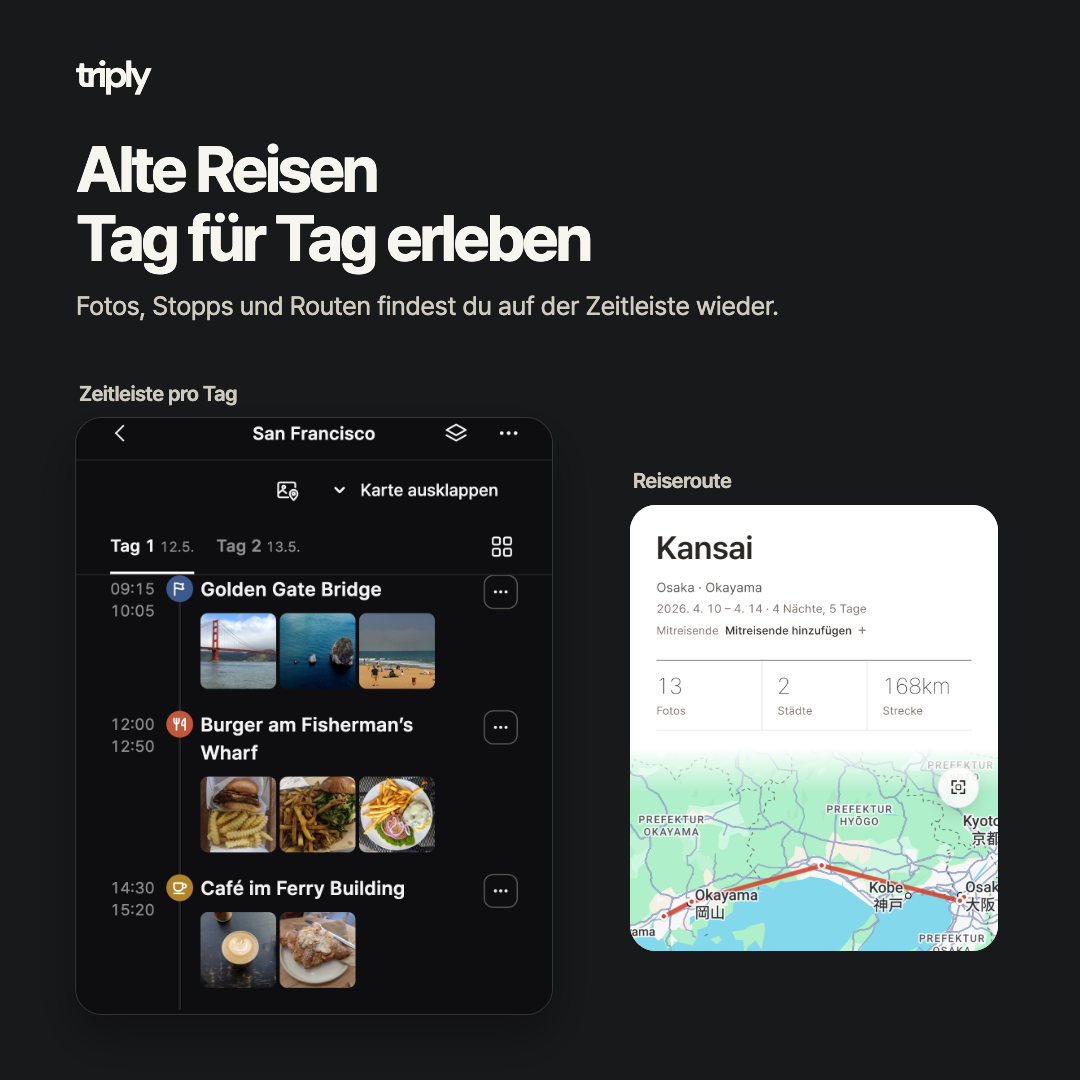 triply
Alte Reisen
Tag für Tag erleben
Fotos, Stopps und Routen findest du auf der Zeitleiste wieder.
Zeitleiste pro Tag
San Francisco
Karte ausklappen
Tag 1 12.5. Tag 2 13.5.
09:15 Golden Gate Bridge
10:05
12:00 Burger am Fisherman’s
12:50 Wharf
14:30 Café im Ferry Building
15:20
Reiseroute
Kansai
Osaka · Okayama
2026. 4. 10 – 4. 14 · 4 Nächte, 5 Tage
Mitreisende Mitreisende hinzufügen +
13 2 168km
Fotos Städte Strecke
PREFEKTUR
PREFEKTUR
HYŌGO
PREFEKTUR
OKAYAMA
Kyoto
京都
Okayama
岡山
Kobe
神戸
Osak
大阪
ama
PREFEKTUR
OSAKA